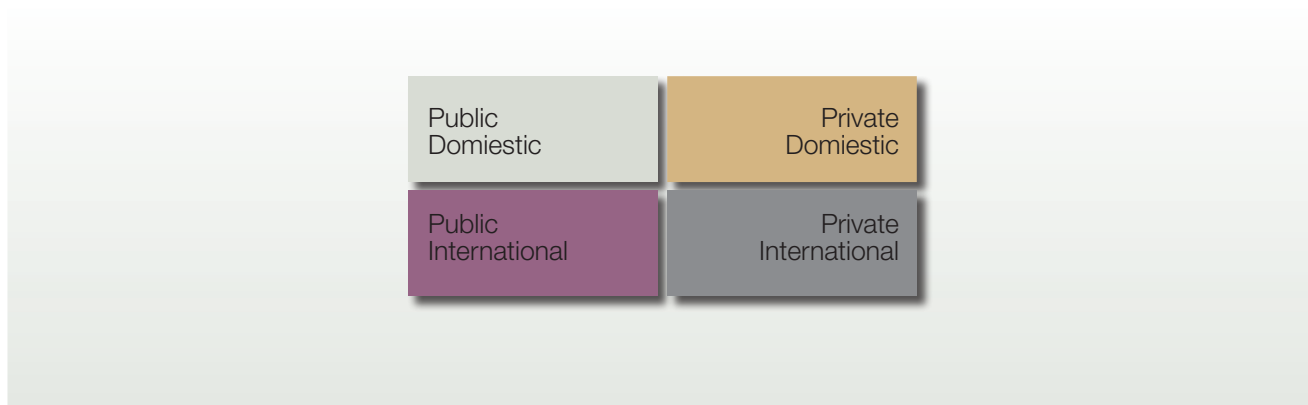 Public
Domiestic
Private
Domiestic
Public
International
Private
International